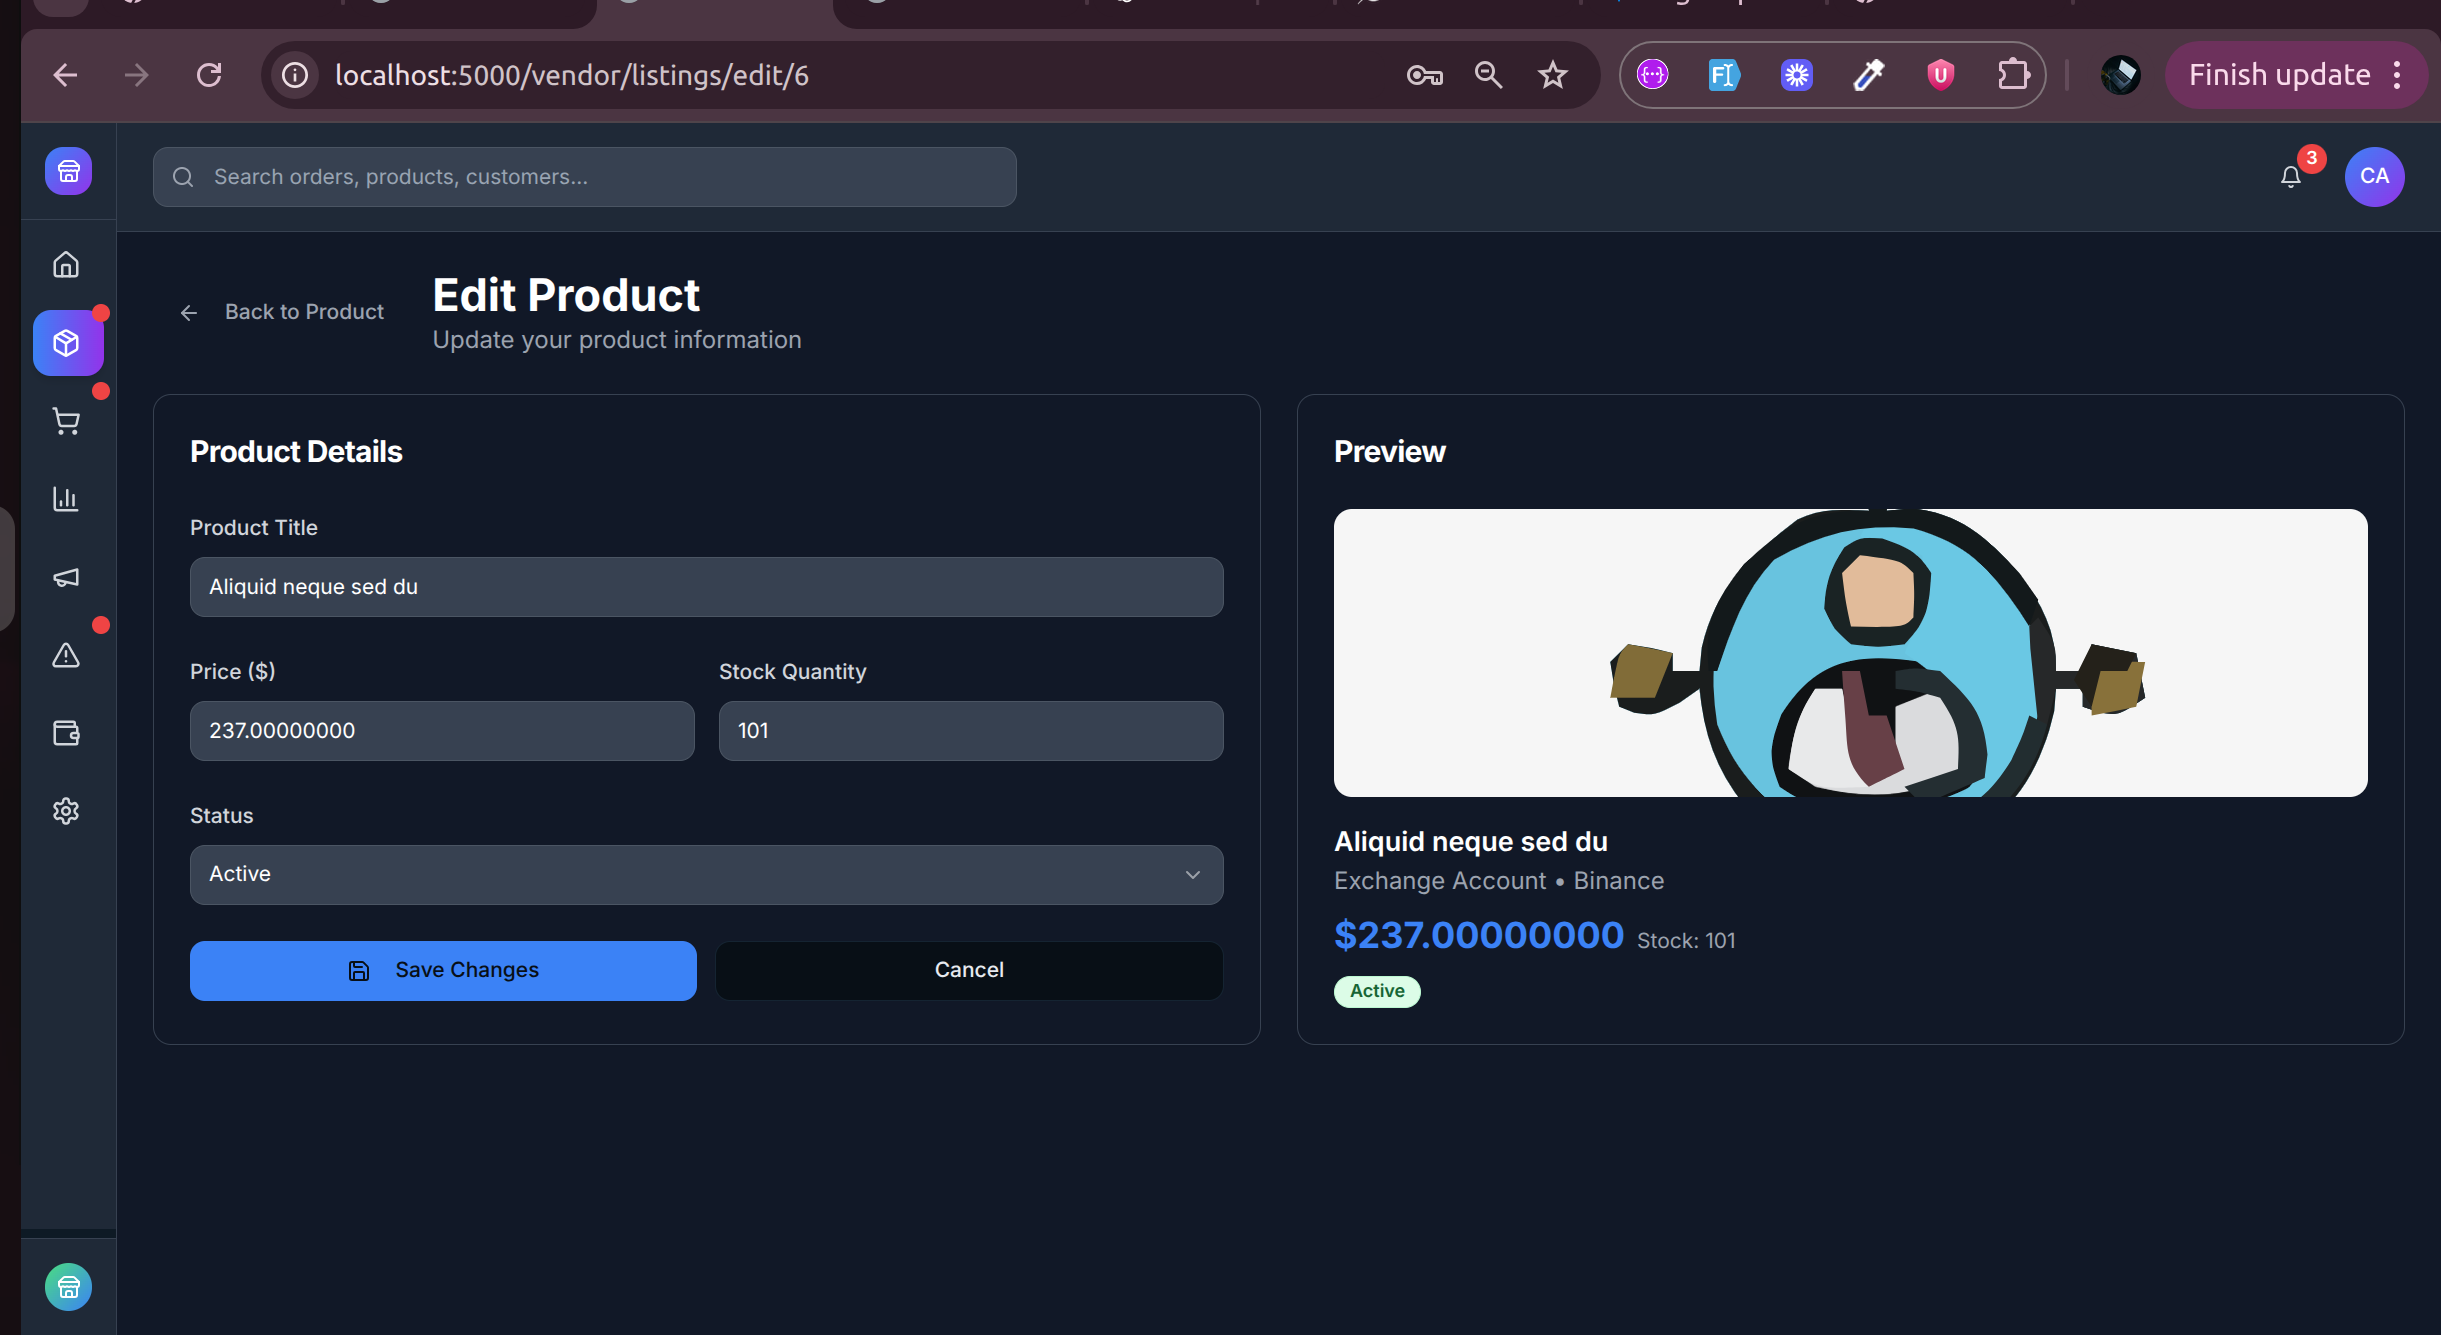 localhost:5000/vendor/listings/edit/6
Finish update
Search orders, products, customers...
3
CA
Back to Product
Edit Product
Update your product information
Product Details
Product Title
Aliquid neque sed du
Price ($)
Stock Quantity
237.00000000
101
Status
Active
Save Changes
Cancel
Preview
Aliquid neque sed du
Exchange Account • Binance
$237.00000000 Stock: 101
Active